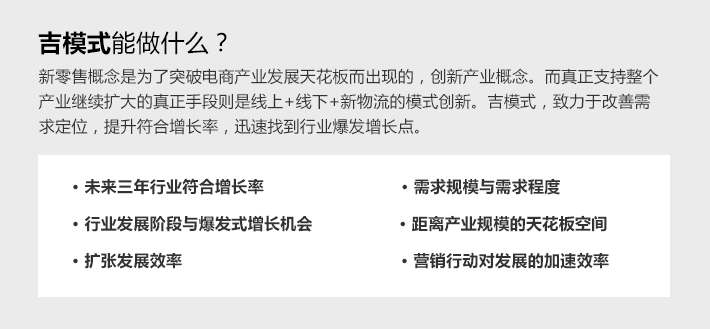 吉模式能做什么？
新零售概念是为了突破电商产业发展天花板而出现的，创新产业概念。而真正支持整个
产业继续扩大的真正手段则是线上+线下+新物流的模式创新。吉模式，致力于改善需
求定位，提升符合增长率，迅速找到行业爆发增长点。
• 未来三年行业符合增长率
• 需求规模与需求程度
• 行业发展阶段与爆发式增长机会
• 距离产业规模的天花板空间
• 扩张发展效率
• 营销行动对发展的加速效率